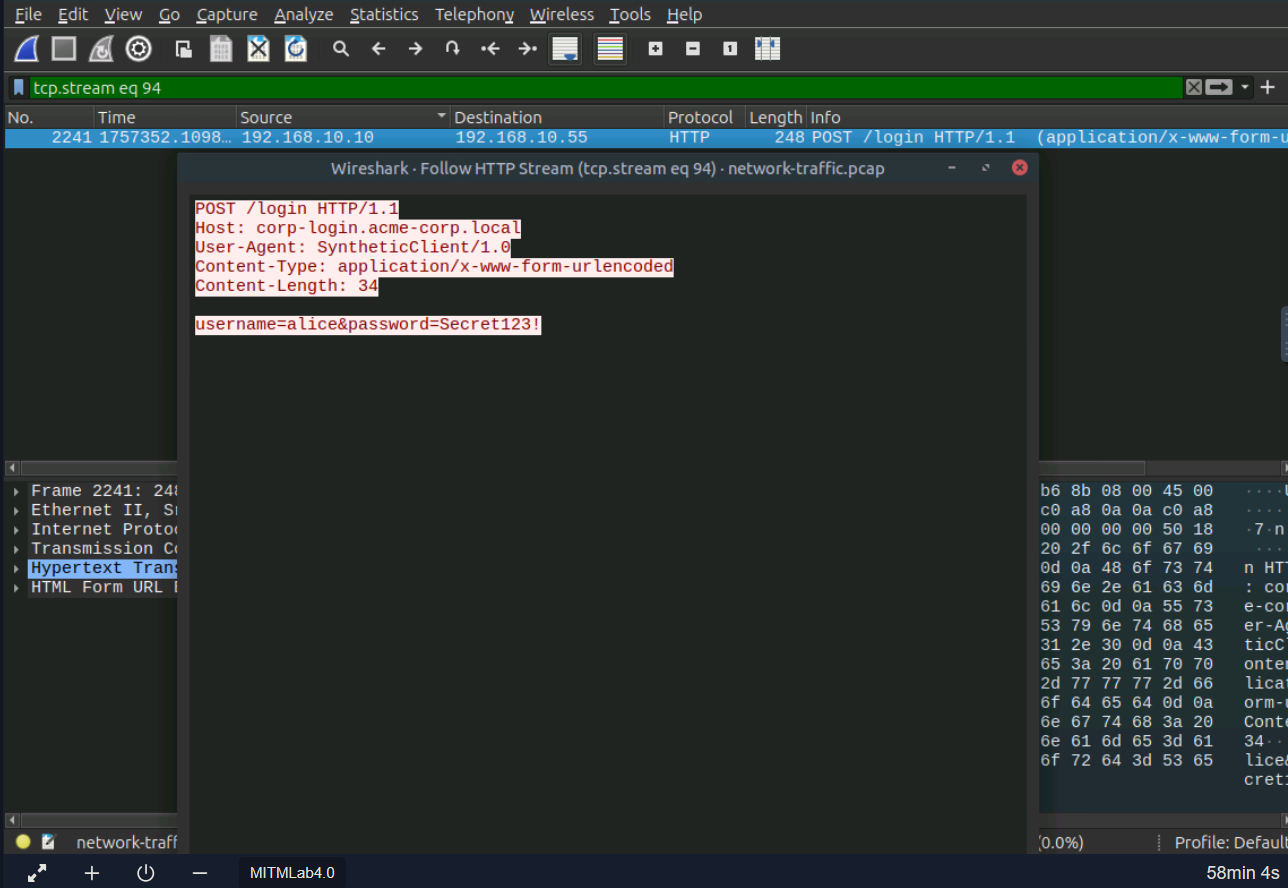 File Edit View Go Capture Analyze Statistics Telephony Wireless Tools Help
tcp.stream eq 94
No. Time Source Destination Protocol Length Info
2241 1757352.1098… 192.168.10.10 192.168.10.55 HTTP 248 POST /login HTTP/1.1 (application/x-www-form-u
Wireshark · Follow HTTP Stream (tcp.stream eq 94) · network-traffic.pcap
POST /login HTTP/1.1
Host: corp-login.acme-corp.local
User-Agent: SyntheticClient/1.0
Content-Type: application/x-www-form-urlencoded
Content-Length: 34
username=alice&password=Secret123!
Frame 2241: 248
Ethernet II, Sr
Internet Protoc
Transmission Co
Hypertext Trans
HTML Form URL E
b6 8b 08 00 45 00 ····U
c0 a8 0a 0a c0 a8 ····
00 00 00 00 50 18 ·7·n
20 2f 6c 6f 67 69 ···
0d 0a 48 6f 73 74 n HTT
69 6e 2e 61 63 6d : cor
61 6c 0d 0a 55 73 e-cor
53 79 6e 74 68 65 er-Ag
31 2e 30 0d 0a 43 ticCl
65 3a 20 61 70 70 onten
2d 77 77 77 2d 66 licat
6f 64 65 64 0d 0a orm-u
6e 67 74 68 3a 20 Conte
6e 61 6d 65 3d 61 34··
6f 72 64 3d 53 65 lice&
cret1
network-traff
(0.0%)
Profile: Default
MITMLab4.0
58min 4s